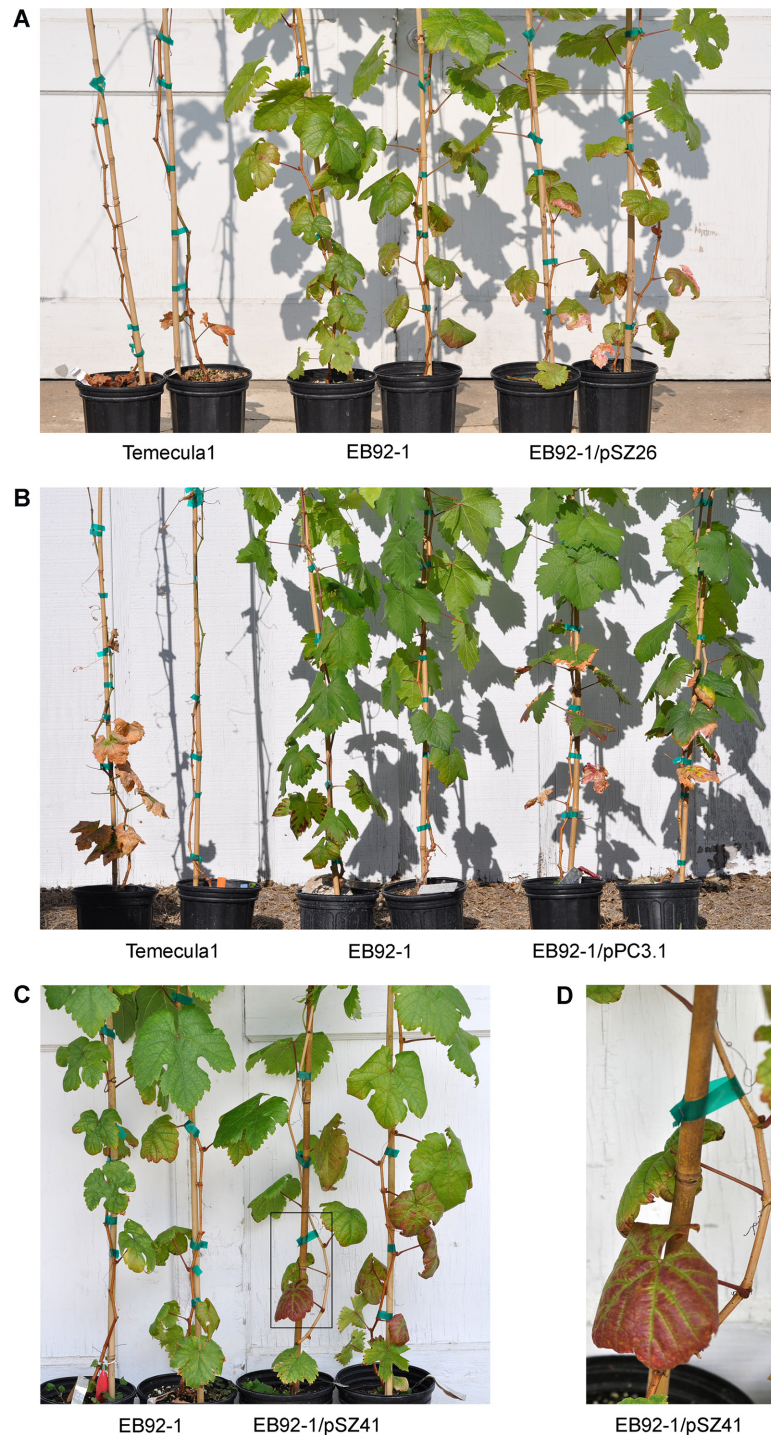 A
Temecula1 EB92-1 EB92-1/pSZ26
B
Temecula1 EB92-1 EB92-1/pPC3.1
C D
EB92-1 EB92-1/pSZ41 EB92-1/pSZ41